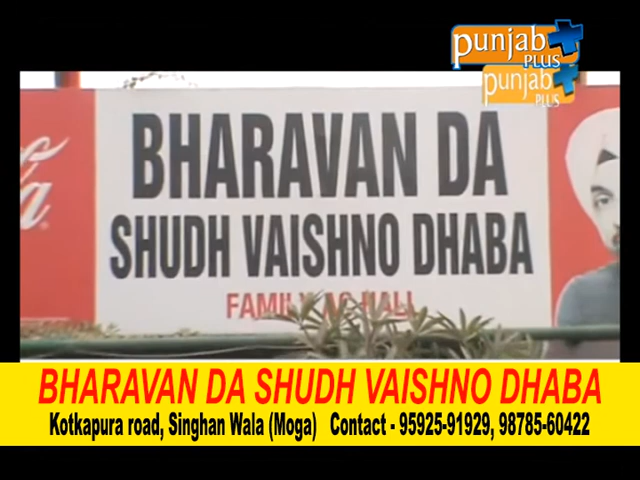 punjab
PLUS
punjab
PLUS
BHARAVAN DA
SHUDH VAISHNO DHABA
FAMILY AC HALL
BHARAVAN DA SHUDH VAISHNO DHABA
Kotkapura road, Singhan Wala (Moga) Contact - 95925-91929, 98785-60422